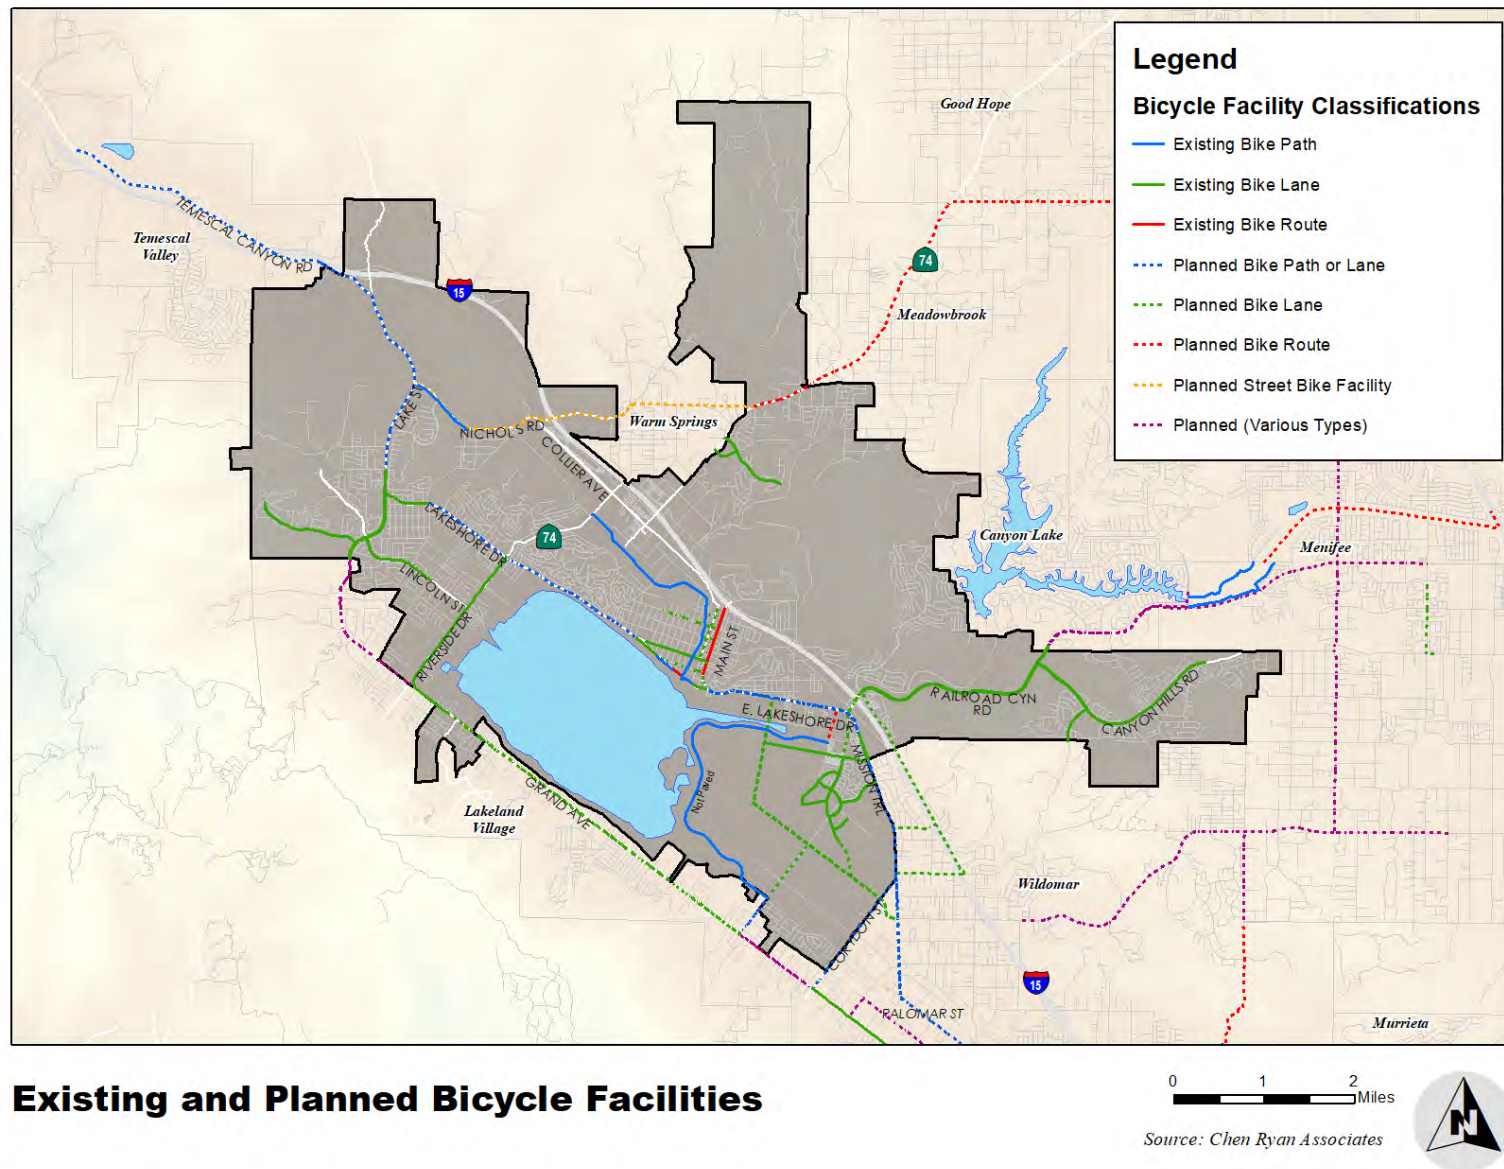 Legend
Bicycle Facility Classifications
Existing Bike Path
Existing Bike Lane
Existing Bike Route
Planned Bike Path or Lane
Planned Bike Lane
Planned Bike Route
Planned Street Bike Facility
Planned (Various Types)
Good Hope
Temescal
Valley
TEMESCAL CANYON RD
15
74
Meadowbrook
LAKE ST
NICHOLS RD
Warm Springs
COLLIER AVE
LAKESHORE DR
74
Canyon Lake
Menifee
LINCOLN ST
RIVERSIDE DR
MAIN ST
RAILROAD CYN
RD
CANYON HILLS RD
E. LAKESHORE DR
MISSION TRL
Not Paved
GRAND AVE
Lakeland
Village
Wildomar
CORYDON ST
15
PALOMAR ST
Murrieta
Existing and Planned Bicycle Facilities
0 1 2
Miles
Source: Chen Ryan Associates
N